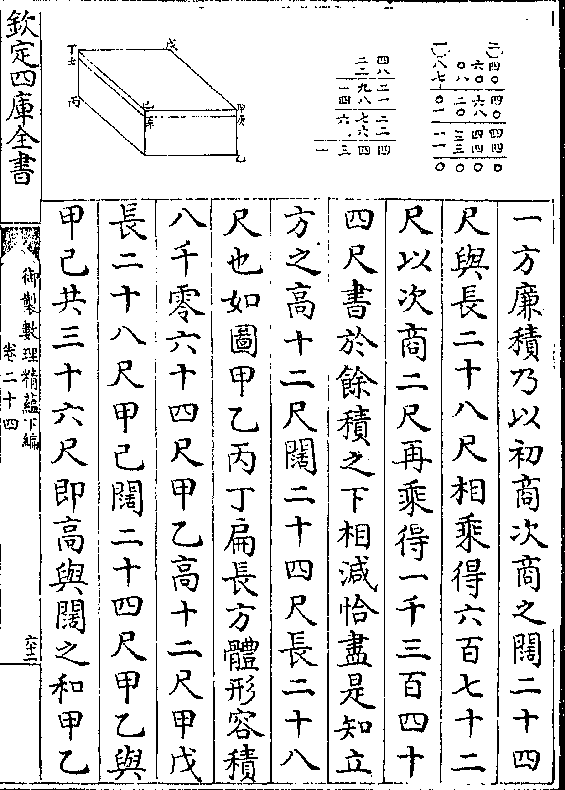 一方廉積乃以初商次商之闊二十四
尺與長二十八尺相乘得六百七十二
尺以次商二尺再乘得一千三百四十
四尺書於餘積之下相減恰盡是知立
方之高十二尺闊二十四尺長二十八
尺也如圖甲乙丙丁扁長方體形容積
八千零六十四尺甲乙高十二尺甲戊
長二十八尺甲己闊二十四尺甲乙與
甲己共三十六尺即高與闊之和甲乙
戊
丁
丙
己
甲
乙
欽定四庫全書
御製數理精蘊下編
卷二十四
六十二